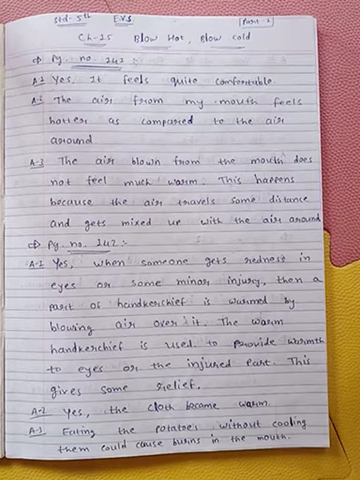 Std-5th E.V.S. Part-1
Ch-15 Blow Hot, Blow cold
Pg. no. 141
A-1 Yes, It feels quite comfortable.
A-2 The air from my mouth feels
hotter as compared to the air
around
A-3 The air blown from the mouth does
not feel much warm. This happens
because the air travels some distance
and gets mixed up with the air around
Pg. no. 142:-
A-1 Yes, when someone gets redness in
eyes or some minor injury, then a
part of handkerchief is warmed by
blowing air over it. The warm
handkerchief is used to provide warmth
to eyes or the injured part. This
gives some relief.
A-2 Yes, the cloth became warm.
A-3 Eating the potatoes without cooling
them could cause burns in the mouth.